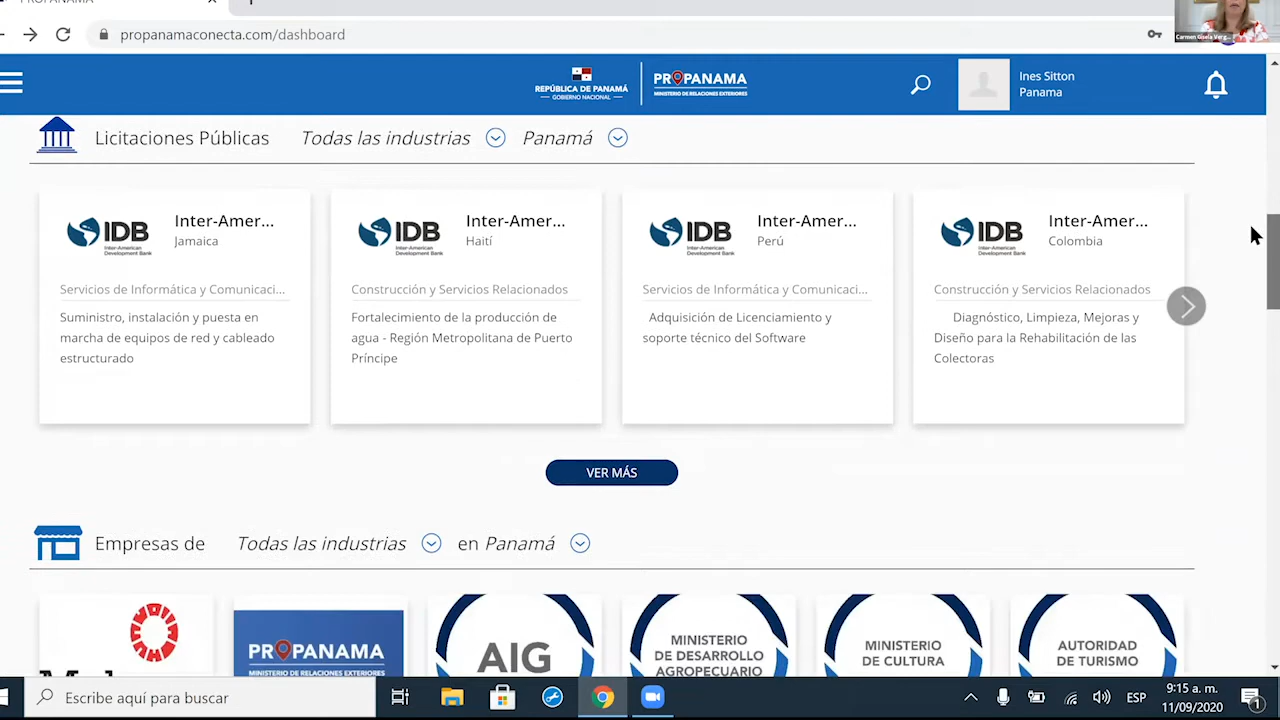 PROPANAMA
propanamaconecta.com/dashboard
Carmen Gisela Verg...
REPÚBLICA DE PANAMÁ
GOBIERNO NACIONAL
PROPANAMA
MINISTERIO DE RELACIONES EXTERIORES
Ines Sitton
Panama
Licitaciones Públicas Todas las industrias Panamá
IDB
Inter-American
Development Bank
Inter-Amer...
Jamaica
Servicios de Informática y Comunicaci...
Suministro, instalación y puesta en
marcha de equipos de red y cableado
estructurado
IDB
Inter-American
Development Bank
Inter-Amer...
Haití
Construcción y Servicios Relacionados
Fortalecimiento de la producción de
agua - Región Metropolitana de Puerto
Príncipe
IDB
Inter-American
Development Bank
Inter-Amer...
Perú
Servicios de Informática y Comunicaci...
Adquisición de Licenciamiento y
soporte técnico del Software
IDB
Inter-American
Development Bank
Inter-Amer...
Colombia
Construcción y Servicios Relacionados
Diagnóstico, Limpieza, Mejoras y
Diseño para la Rehabilitación de las
Colectoras
VER MÁS
Empresas de Todas las industrias en Panamá
PROPANAMA
MINISTERIO DE RELACIONES EXTERIORES
AIG
MINISTERIO
DE DESARROLLO
AGROPECUARIO
MINISTERIO
DE CULTURA
AUTORIDAD
DE TURISMO
Escribe aquí para buscar
ESP
9:15 a. m.
11/09/2020
1